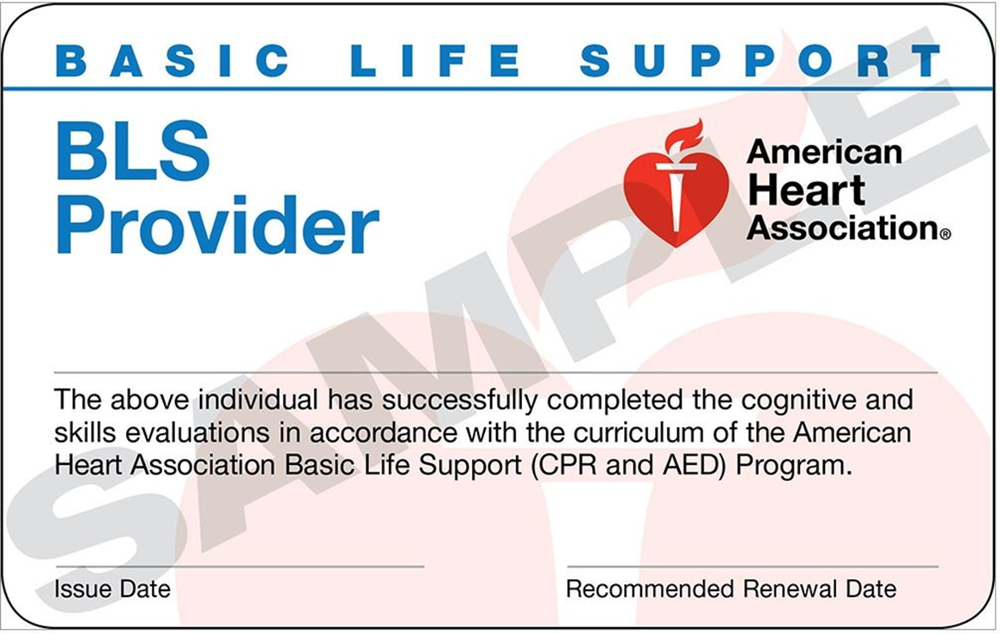 BASIC LIFE SUPPORT
BLS
Provider
American
Heart
Association®
The above individual has successfully completed the cognitive and
skills evaluations in accordance with the curriculum of the American
Heart Association Basic Life Support (CPR and AED) Program.
Issue Date
Recommended Renewal Date
SAMPLE